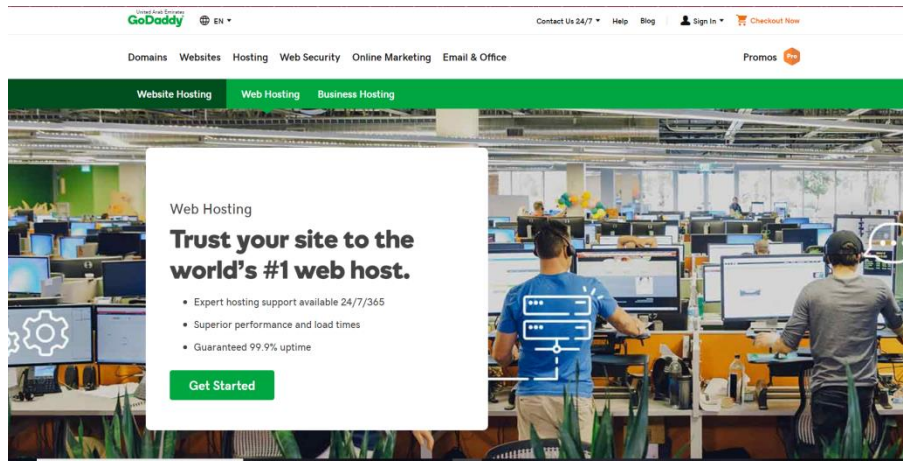 United Arab Emirates
GoDaddy EN Contact Us 24/7 Help Blog Sign In Checkout Now
Domains Websites Hosting Web Security Online Marketing Email & Office Promos Pro
Website Hosting Web Hosting Business Hosting
Web Hosting
Trust your site to the
world's #1 web host.
• Expert hosting support available 24/7/365
• Superior performance and load times
• Guaranteed 99.9% uptime
Get Started